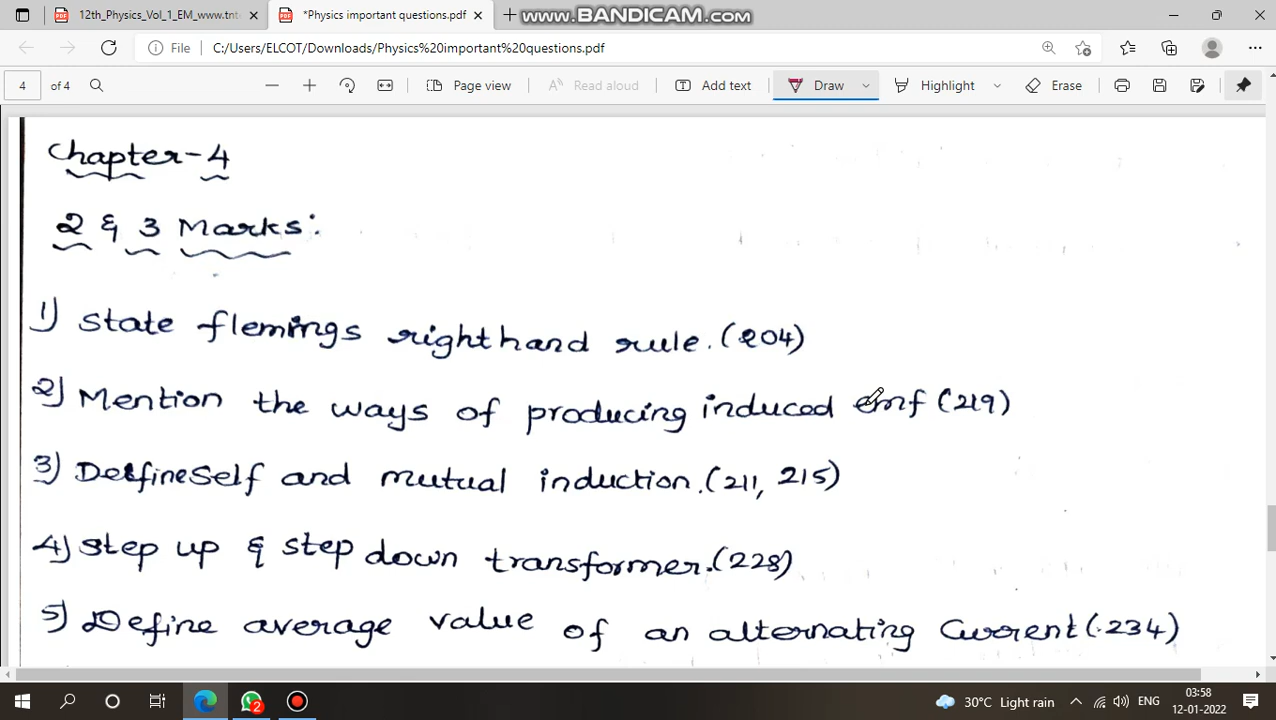 12th_Physics_Vol_1_EM_www.tnt
*Physics important questions.pdf
www.BANDICAM.com
File C:/Users/ELCOT/Downloads/Physics%20important%20questions.pdf
4 of 4
Page view
Read aloud
Add text
Draw
Highlight
Erase
Chapter-4
2 & 3 Marks:
1) State flemings right hand rule. (204)
2) Mention the ways of producing induced emf (219)
3) Define Self and mutual induction. (211, 215)
4) Step up & step down transformer. (228)
5) Define average value of an alternating Current (.234)
2
30°C Light rain
ENG
03:58
12-01-2022